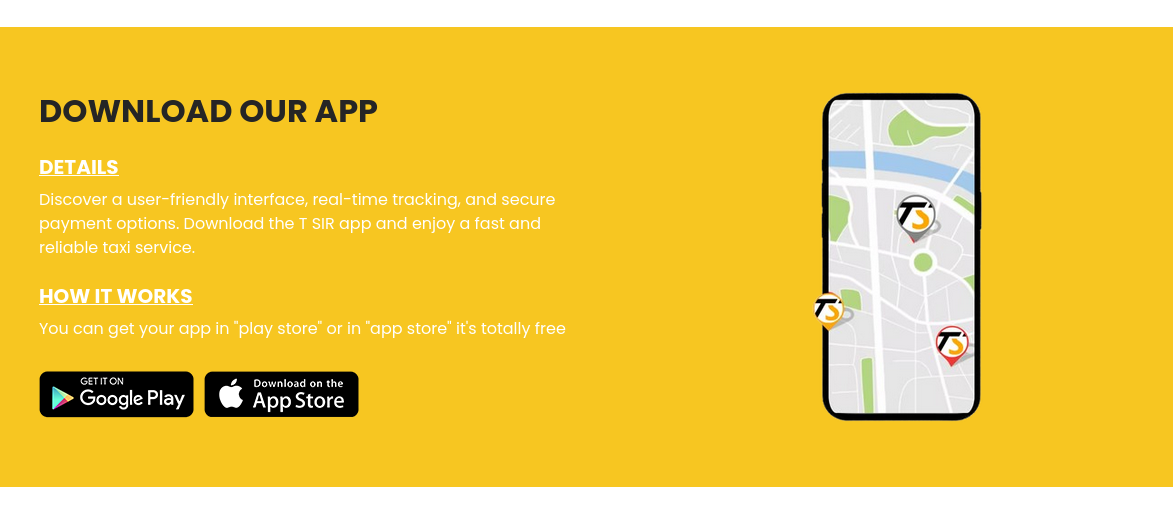 DOWNLOAD OUR APP
DETAILS
Discover a user-friendly interface, real-time tracking, and secure
payment options. Download the T SIR app and enjoy a fast and
reliable taxi service.
HOW IT WORKS
You can get your app in "play store" or in "app store" it's totally free
GET IT ON
Google Play
Download on the
App Store
TS
TS
TS